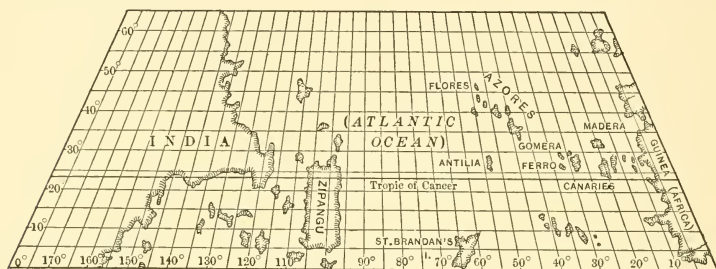 60°
50°
FLORES
AZORES
40°
(ATLANTIC
MADERA
INDIA
OCEAN)
GOMERA
GUINEA
30°
ANTILIA
FERRO
20°
ZIPANGU
Tropic of Cancer
CANARIES
(AFRICA)
10°
ST. BRANDAN'S
I.
0° 170° 160° 150° 140° 130° 120° 110° 100° 90° 80° 70° 60° 50° 40° 30° 20° 10° 0°